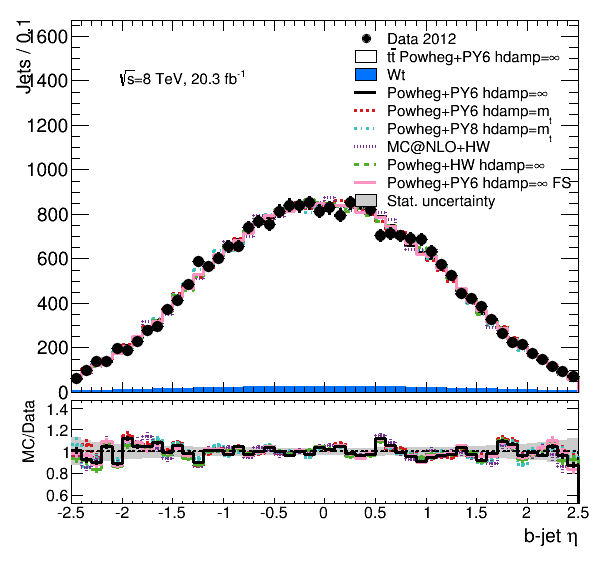 Jets / 0.1
1600
1400
1200
1000
800
600
400
200
0
√s=8 TeV, 20.3 fb⁻¹
Data 2012
tt̄ Powheg+PY6 hdamp=∞
Wt
Powheg+PY6 hdamp=∞
Powheg+PY6 hdamp=mₜ
Powheg+PY8 hdamp=mₜ
MC@NLO+HW
Powheg+HW hdamp=∞
Powheg+PY6 hdamp=∞ FS
Stat. uncertainty
MC/Data
1.4
1.2
1
0.8
0.6
-2.5 -2 -1.5 -1 -0.5 0 0.5 1 1.5 2 2.5
b-jet η